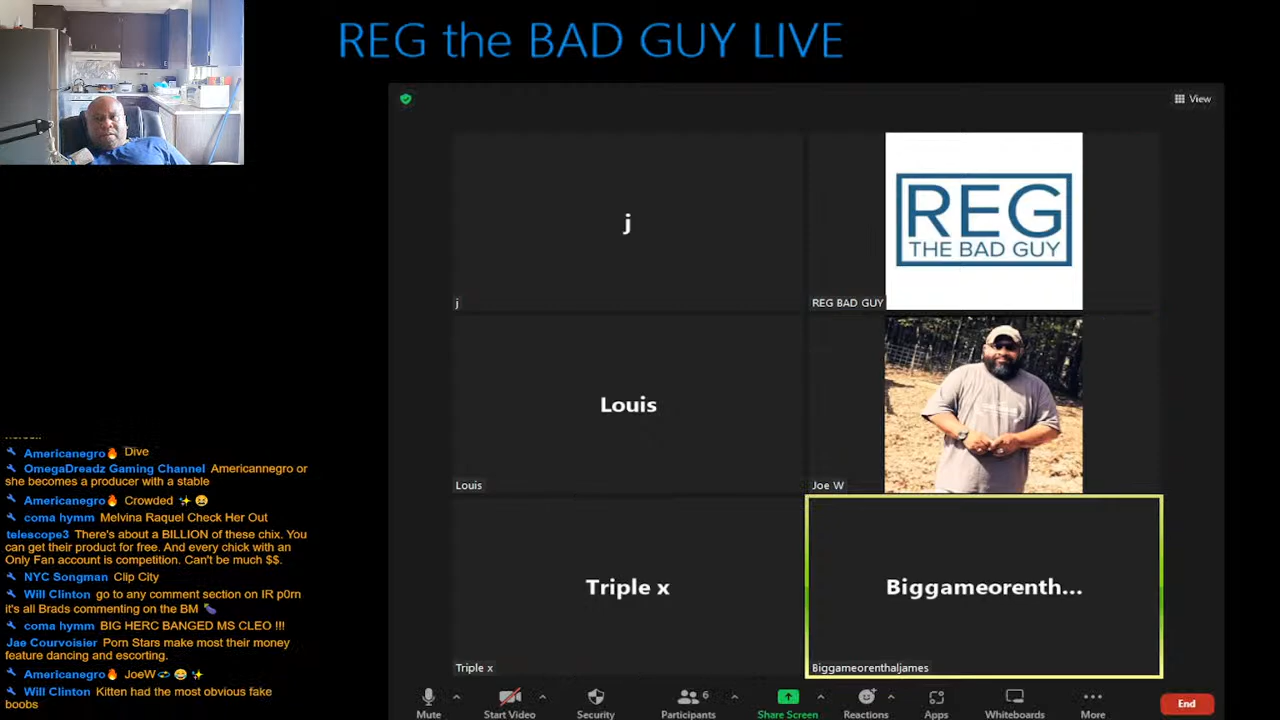 REG the BAD GUY LIVE
View
j
j
REG
THE BAD GUY
REG BAD GUY
Louis
Louis
Joe W
Triple x
Triple x
Biggameorenth...
Biggameorenthaljames
Americanegro🔥 Dive
OmegaDreadz Gaming Channel Americannegro or
she becomes a producer with a stable
Americanegro🔥 Crowded ✨ 😆
coma hymm Melvina Raquel Check Her Out
telescope3 There's about a BILLION of these chix. You
can get their product for free. And every chick with an
Only Fan account is competition. Can't be much $$.
NYC Songman Clip City
Will Clinton go to any comment section on IR p0rn
it's all Brads commenting on the BM 🍆
coma hymm BIG HERC BANGED MS CLEO !!!
Jae Courvoisier Porn Stars make most their money
feature dancing and escorting.
Americanegro🔥 JoeW 😂 ✨
Will Clinton Kitten had the most obvious fake
boobs
Mute
Start Video
Security
6
Participants
Share Screen
Reactions
Apps
Whiteboards
More
End